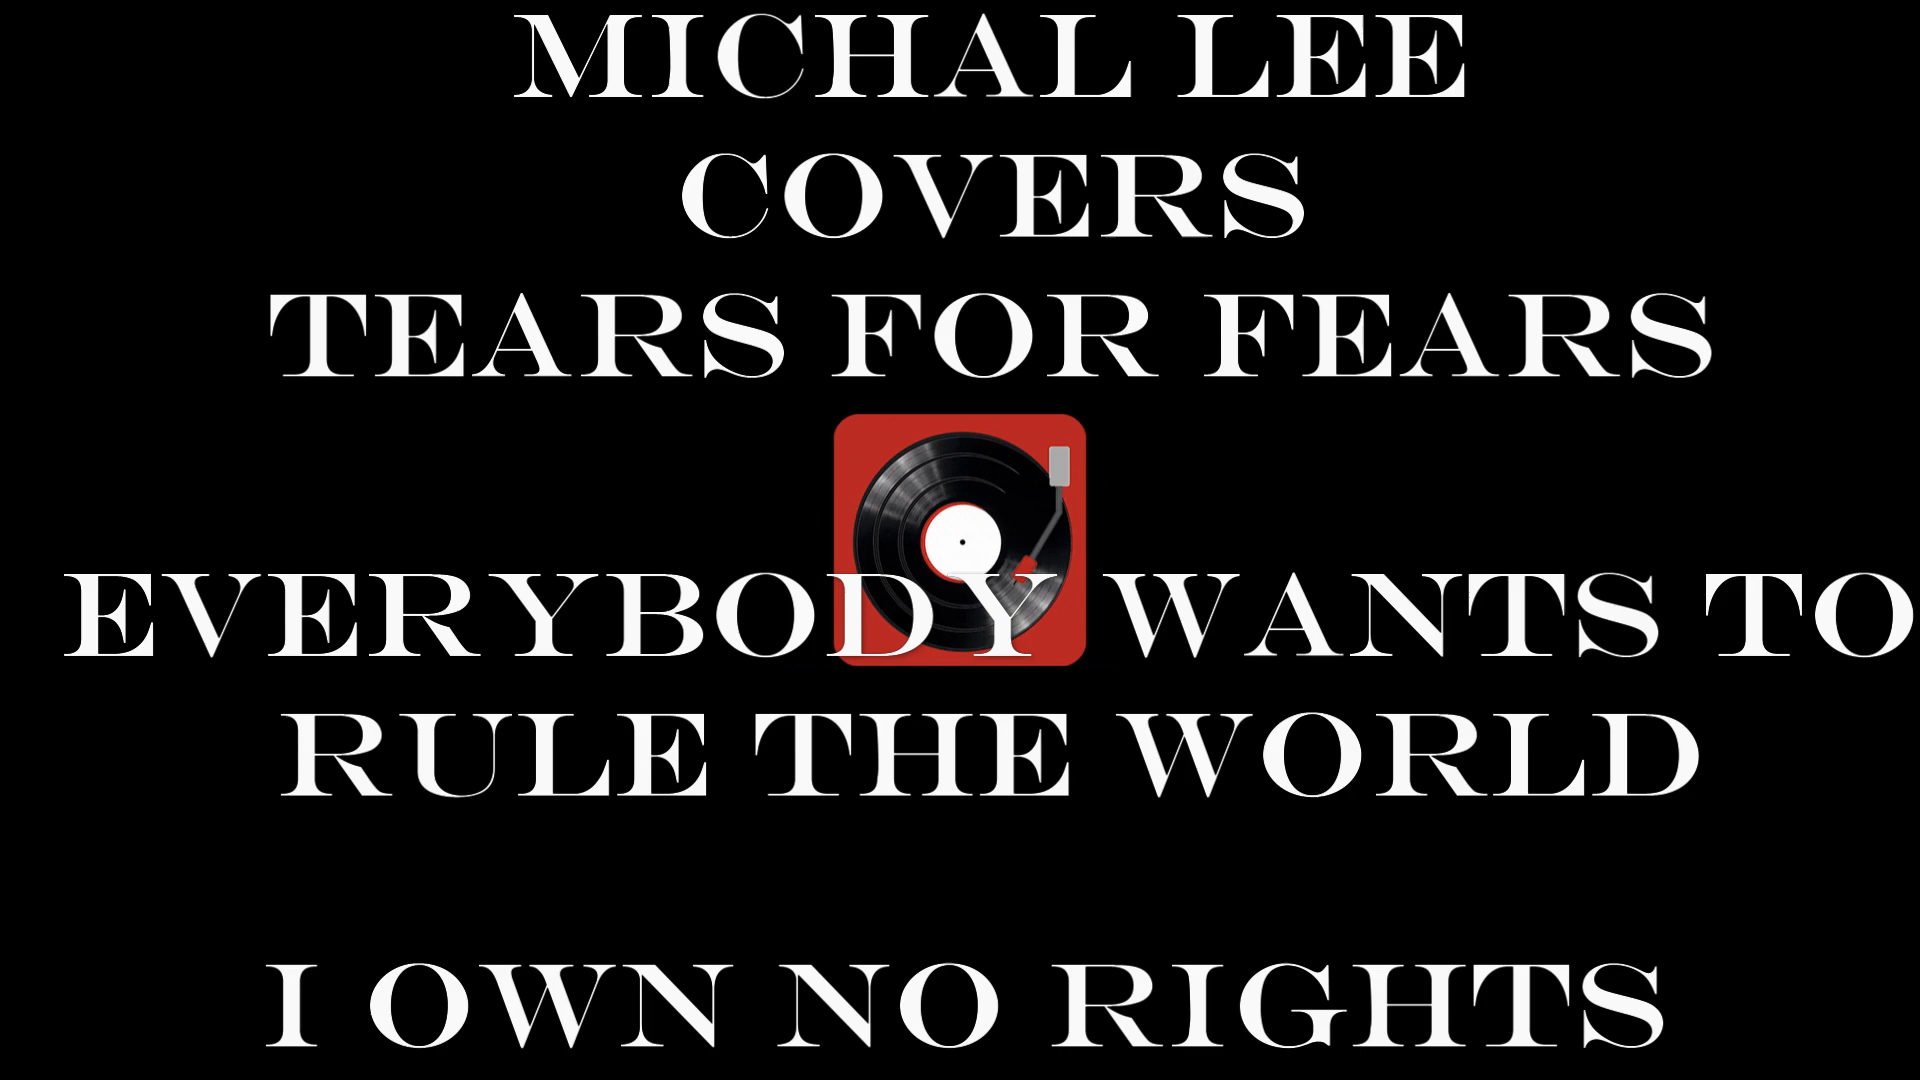 MICHAL LEE
COVERS
TEARS FOR FEARS
EVERYBODY WANTS TO
RULE THE WORLD
I OWN NO RIGHTS